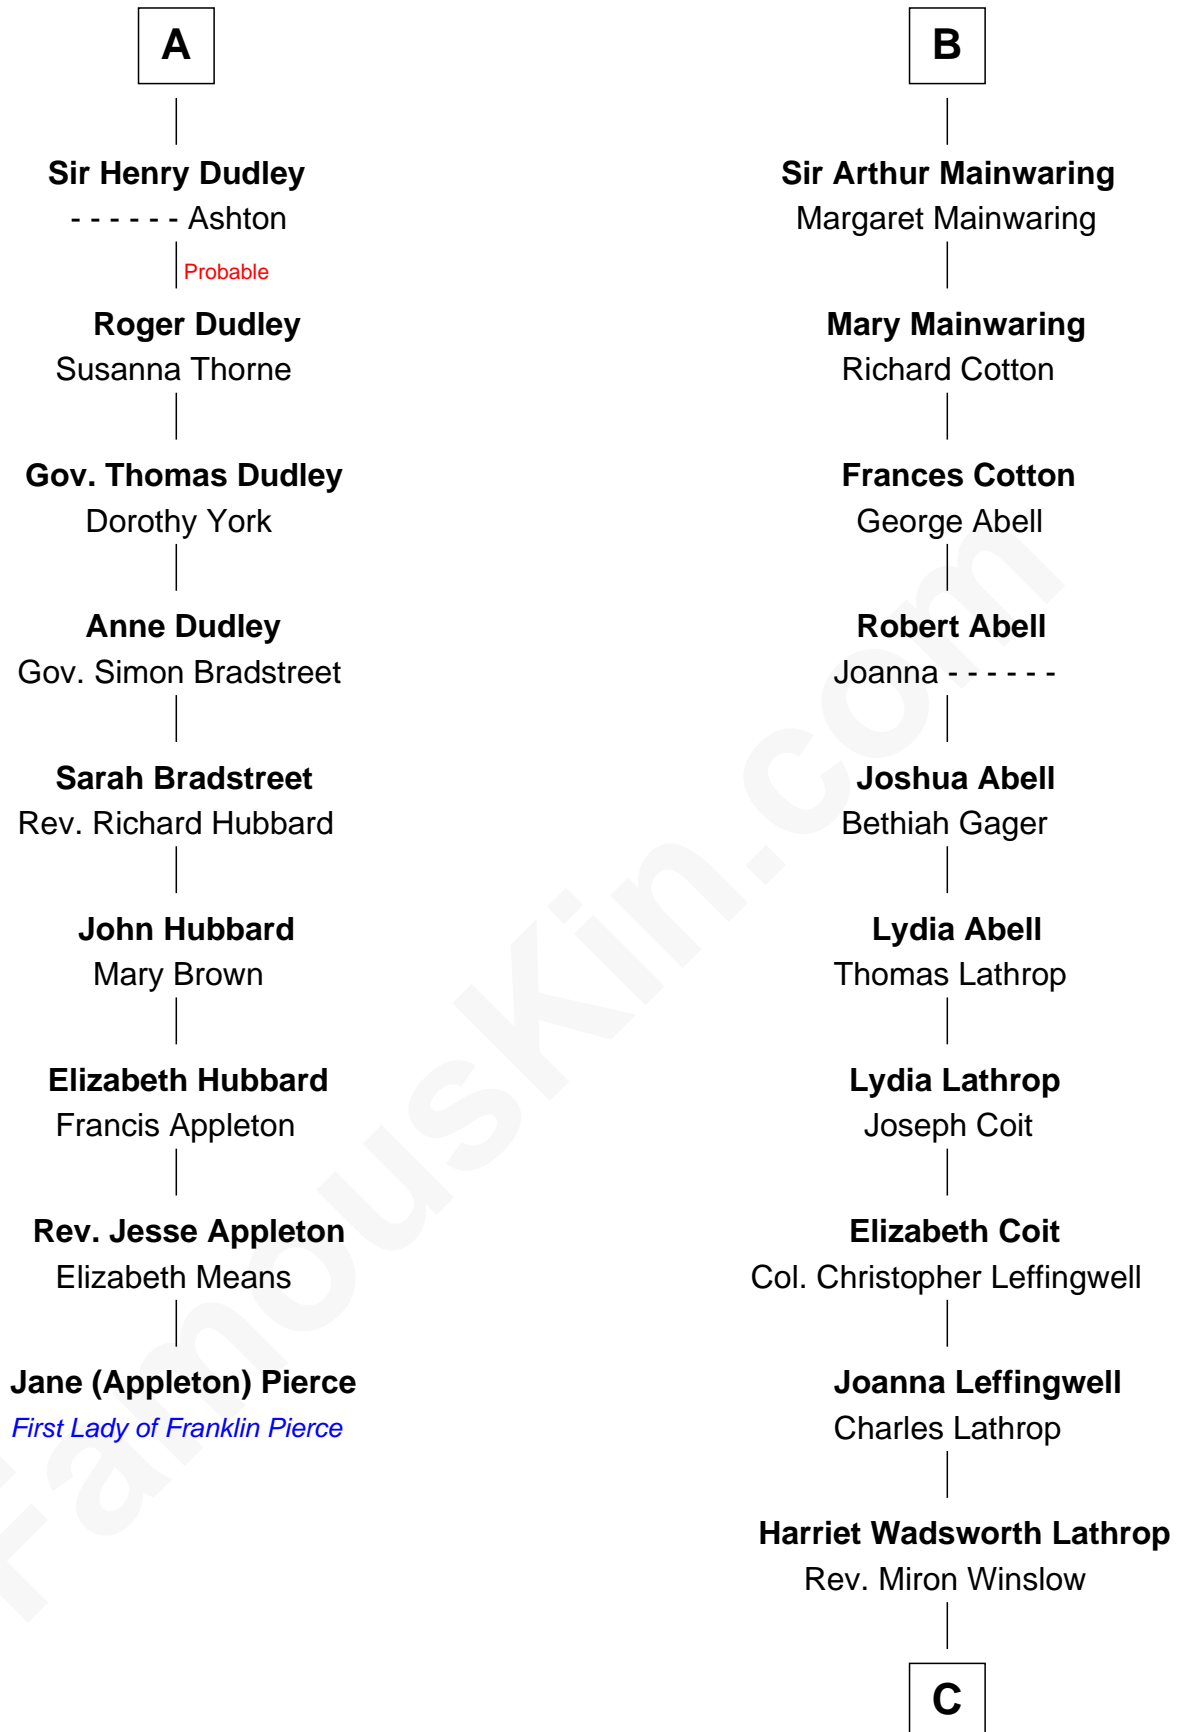 A
Sir Henry Dudley
- - - - - - Ashton
Probable
Roger Dudley
Susanna Thorne
Gov. Thomas Dudley
Dorothy York
Anne Dudley
Gov. Simon Bradstreet
Sarah Bradstreet
Rev. Richard Hubbard
John Hubbard
Mary Brown
Elizabeth Hubbard
Francis Appleton
Rev. Jesse Appleton
Elizabeth Means
Jane (Appleton) Pierce
First Lady of Franklin Pierce
B
Sir Arthur Mainwaring
Margaret Mainwaring
Mary Mainwaring
Richard Cotton
Frances Cotton
George Abell
Robert Abell
Joanna - - - - - -
Joshua Abell
Bethiah Gager
Lydia Abell
Thomas Lathrop
Lydia Lathrop
Joseph Coit
Elizabeth Coit
Col. Christopher Leffingwell
Joanna Leffingwell
Charles Lathrop
Harriet Wadsworth Lathrop
Rev. Miron Winslow
C
FamousKin.com